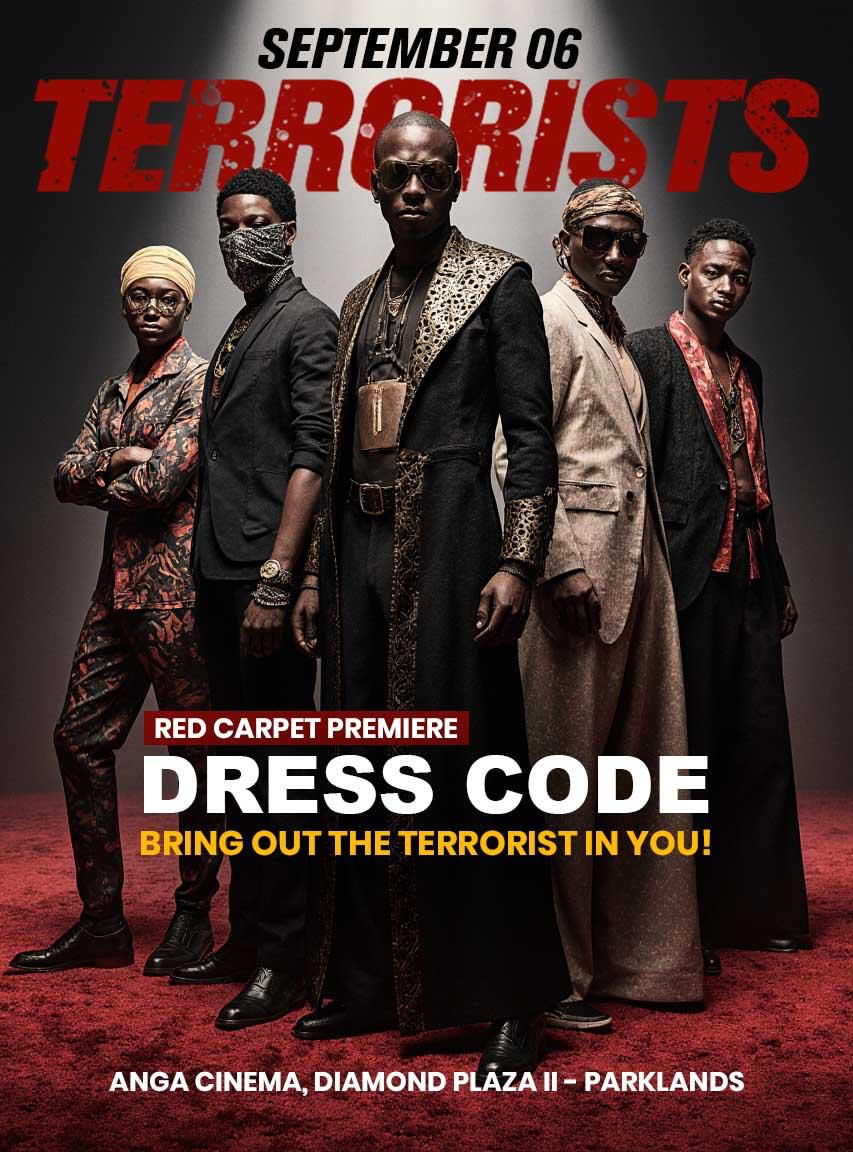 SEPTEMBER 06
TERRORISTS
RED CARPET PREMIERE
DRESS CODE
BRING OUT THE TERRORIST IN YOU!
ANGA CINEMA, DIAMOND PLAZA II - PARKLANDS